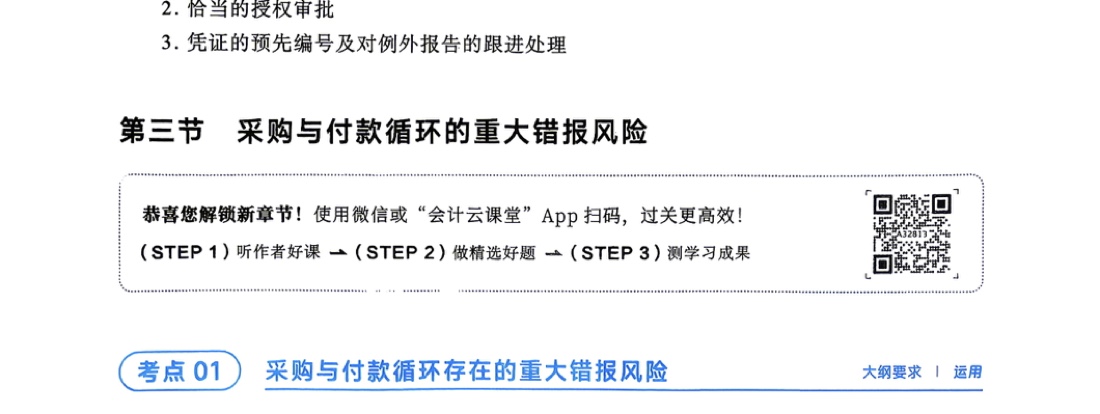 2. 恰当的授权审批
3. 凭证的预先编号及对例外报告的跟进处理
第三节 采购与付款循环的重大错报风险
恭喜您解锁新章节！使用微信或“会计云课堂”App 扫码，过关更高效！
（STEP 1）听作者好课 ⇀（STEP 2）做精选好题 ⇀（STEP 3）测学习成果
A32813
考点 01 采购与付款循环存在的重大错报风险 大纲要求 | 运用